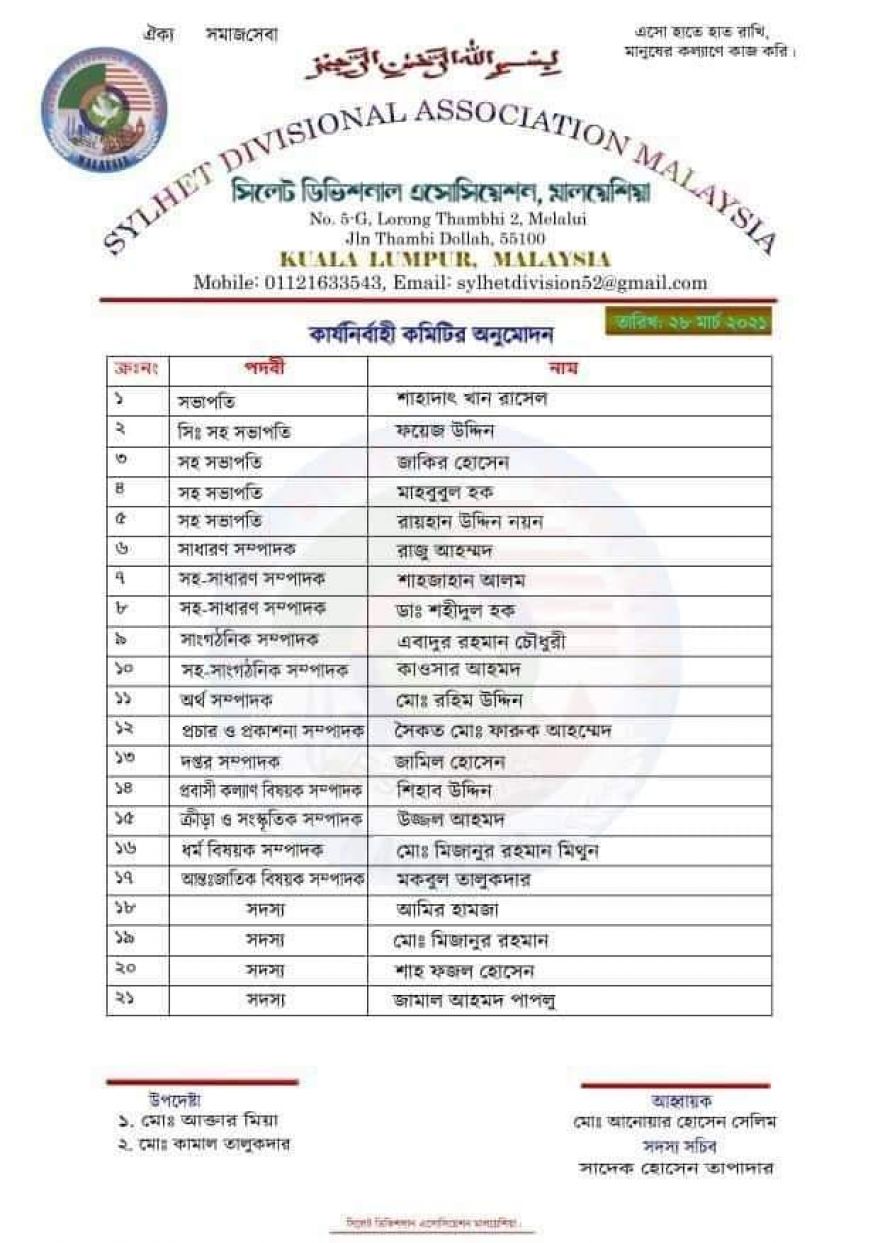 ঐক্য সমাজসেবা
এসো হাতে হাত রাখি,
মানুষের কল্যাণে কাজ করি।
بِسْمِ اللهِ الرَّحْمٰنِ الرَّحِيْمِ
MALAYSIA
SYLHET DIVISIONAL ASSOCIATION MALAYSIA
সিলেট ডিভিশনাল এসোসিয়েশন, মালয়েশিয়া
No. 5-G, Lorong Thambhi 2, Melalui
Jln Thambi Dollah, 55100
KUALA LUMPUR, MALAYSIA
Mobile: 01121633543, Email: sylhetdivision52@gmail.com
তারিখ: ২৮ মার্চ ২০২১
কার্যনির্বাহী কমিটির অনুমোদন
ক্রঃনং পদবী নাম
১ সভাপতি শাহাদাৎ খান রাসেল
২ সিঃ সহ সভাপতি ফয়েজ উদ্দিন
৩ সহ সভাপতি জাকির হোসেন
৪ সহ সভাপতি মাহবুবুল হক
৫ সহ সভাপতি রায়হান উদ্দিন নয়ন
৬ সাধারণ সম্পাদক রাজু আহম্মদ
৭ সহ-সাধারণ সম্পাদক শাহজাহান আলম
৮ সহ-সাধারণ সম্পাদক ডাঃ শহীদুল হক
৯ সাংগঠনিক সম্পাদক এবাদুর রহমান চৌধুরী
১০ সহ-সাংগঠনিক সম্পাদক কাওসার আহমদ
১১ অর্থ সম্পাদক মোঃ রহিম উদ্দিন
১২ প্রচার ও প্রকাশনা সম্পাদক সৈকত মোঃ ফারুক আহম্মেদ
১৩ দপ্তর সম্পাদক জামিল হোসেন
১৪ প্রবাসী কল্যাণ বিষয়ক সম্পাদক শিহাব উদ্দিন
১৫ ক্রীড়া ও সংস্কৃতিক সম্পাদক উজ্জল আহমদ
১৬ ধর্ম বিষয়ক সম্পাদক মোঃ মিজানুর রহমান মিথুন
১৭ আন্তঃজাতিক বিষয়ক সম্পাদক মকবুল তালুকদার
১৮ সদস্য আমির হামজা
১৯ সদস্য মোঃ মিজানুর রহমান
২০ সদস্য শাহ ফজল হোসেন
২১ সদস্য জামাল আহমদ পাপলু
উপদেষ্টা
১. মোঃ আক্তার মিয়া
২. মোঃ কামাল তালুকদার
আহ্বায়ক
মোঃ আনোয়ার হোসেন সেলিম
সদস্য সচিব
সাদেক হোসেন তাপাদার
সিলেট ডিভিশনাল এসোসিয়েশন মালয়েশিয়া।